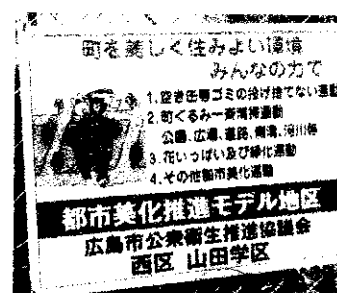 町を美しく住みよい環境
みんなの力で
1.空き缶等ゴミの投げ捨てない運動
2.町ぐるみ一斉清掃運動
公園、広場、道路、側溝、河川等
3.花いっぱい及び緑化運動
4.その他都市美化運動
都市美化推進モデル地区
広島市公衆衛生推進協議会
西区 山田学区